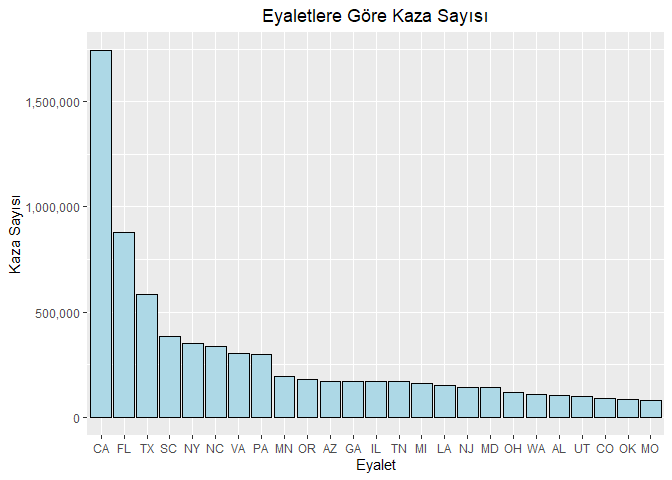 Eyaletlere Göre Kaza Sayısı
Kaza Sayısı
1,500,000
1,000,000
500,000
0
CA FL TX SC NY NC VA PA MN OR AZ GA IL TN MI LA NJ MD OH WA AL UT CO OK MO
Eyalet